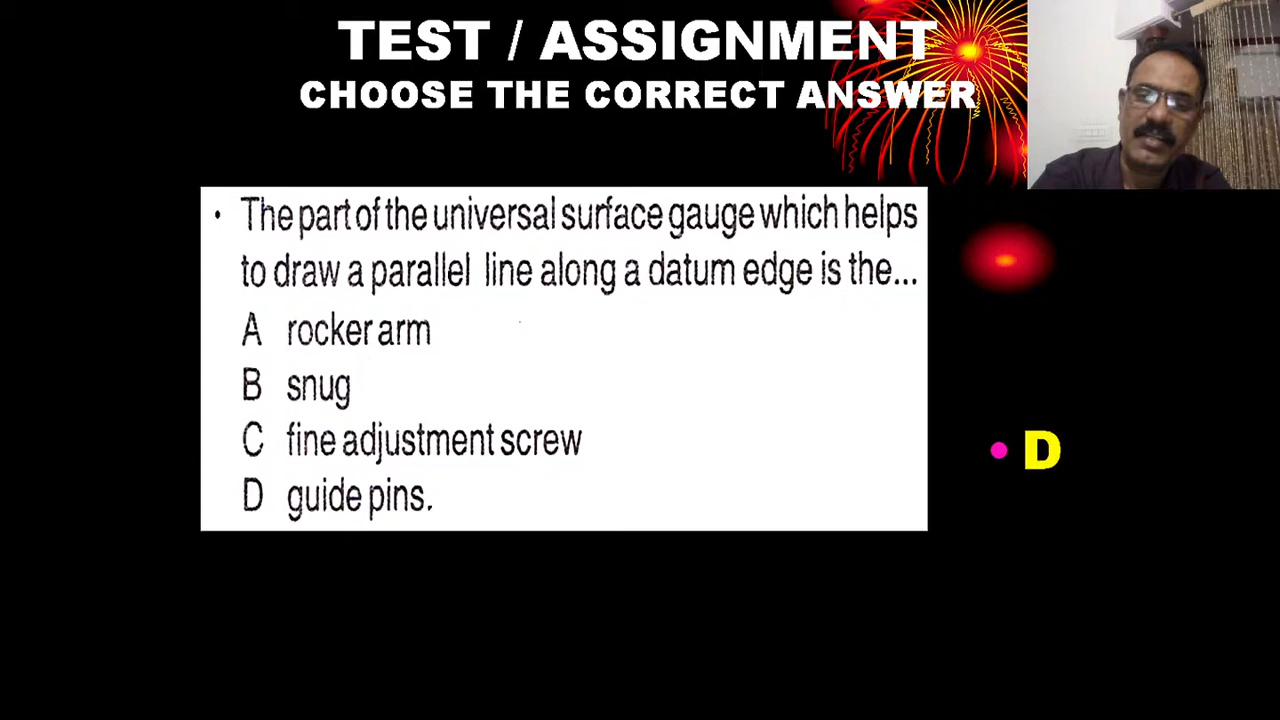 TEST / ASSIGNMENT
CHOOSE THE CORRECT ANSWER
• The part of the universal surface gauge which helps
to draw a parallel line along a datum edge is the...
A rocker arm
B snug
C fine adjustment screw
D guide pins.
• D